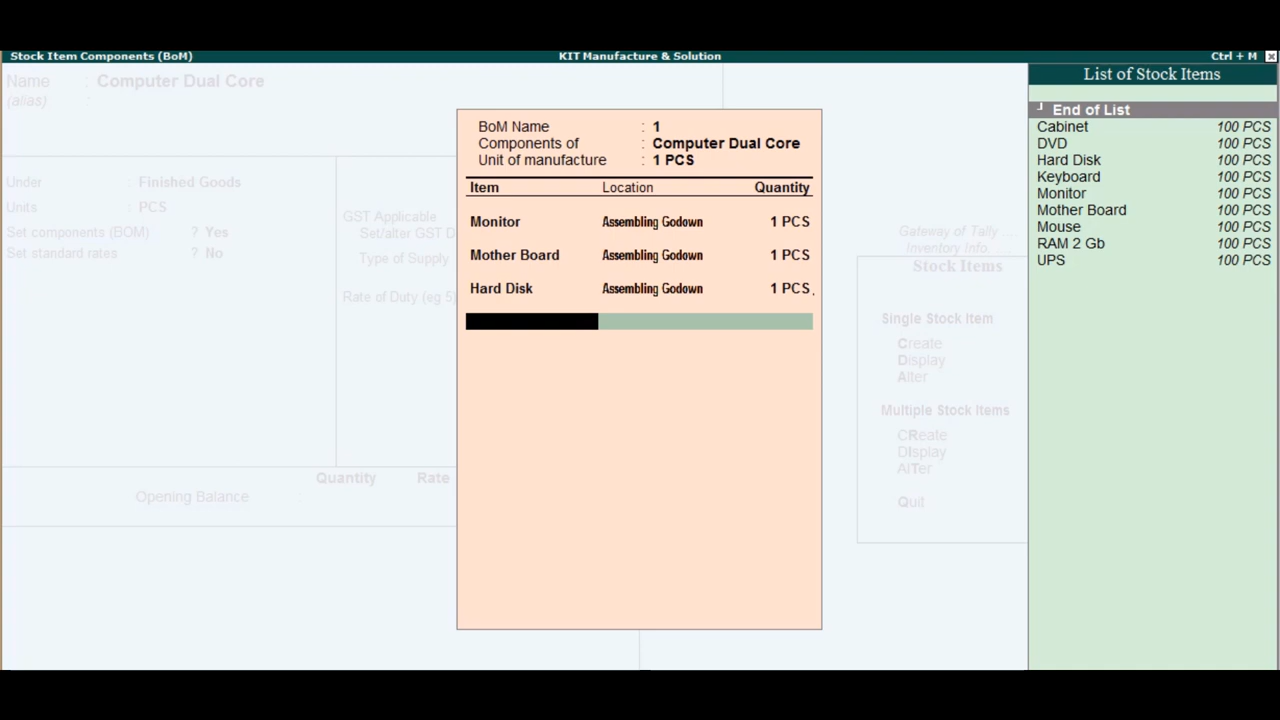 Stock Item Components (BoM) KIT Manufacture & Solution Ctrl + M
Name : Computer Dual Core
(alias) :
Under : Finished Goods
Units : PCS
Set components (BOM) ? Yes
Set standard rates ? No
GST Applicable
Set/alter GST D
Type of Supply
Rate of Duty (eg 5)
Quantity Rate
Opening Balance
BoM Name : 1
Components of : Computer Dual Core
Unit of manufacture : 1 PCS
Item Location Quantity
Monitor Assembling Godown 1 PCS
Mother Board Assembling Godown 1 PCS
Hard Disk Assembling Godown 1 PCS
Gateway of Tally ...
Inventory Info. ...
Stock Items
Single Stock Item
Create
Display
Alter
Multiple Stock Items
CReate
DIsplay
AlTer
Quit
List of Stock Items
End of List
Cabinet 100 PCS
DVD 100 PCS
Hard Disk 100 PCS
Keyboard 100 PCS
Monitor 100 PCS
Mother Board 100 PCS
Mouse 100 PCS
RAM 2 Gb 100 PCS
UPS 100 PCS